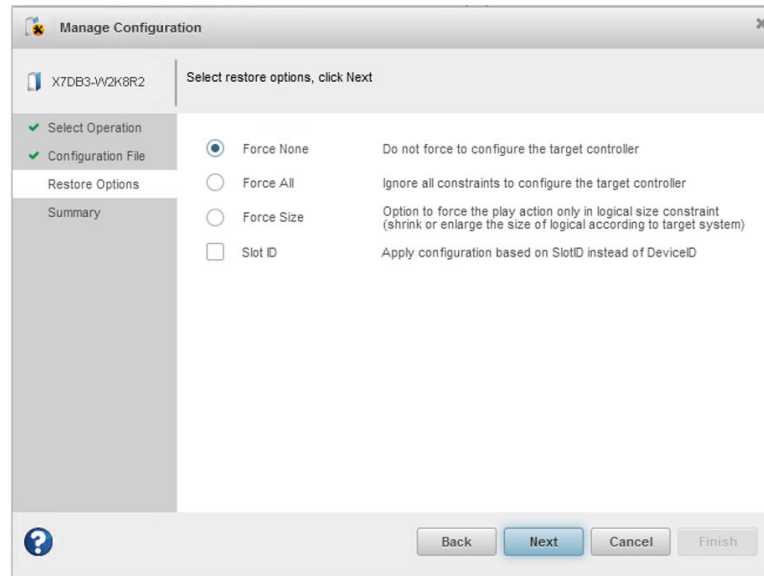 Manage Configuration
X7DB3-W2K8R2
Select restore options, click Next
Select Operation
Configuration File
Restore Options
Summary
Force None Do not force to configure the target controller
Force All Ignore all constraints to configure the target controller
Force Size Option to force the play action only in logical size constraint
(shrink or enlarge the size of logical according to target system)
Slot ID Apply configuration based on SlotID instead of DeviceID
Back Next Cancel Finish